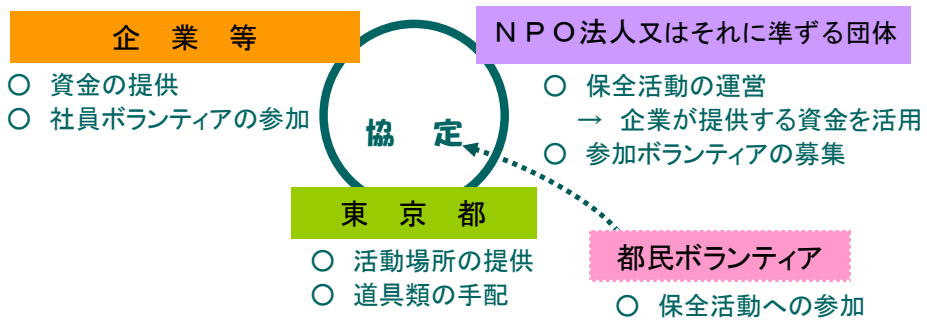 企 業 等
〇 資金の提供
〇 社員ボランティアの参加
ＮＰＯ法人又はそれに準ずる団体
〇 保全活動の運営
→ 企業が提供する資金を活用
〇 参加ボランティアの募集
協 定
東 京 都
〇 活動場所の提供
〇 道具類の手配
都民ボランティア
〇 保全活動への参加